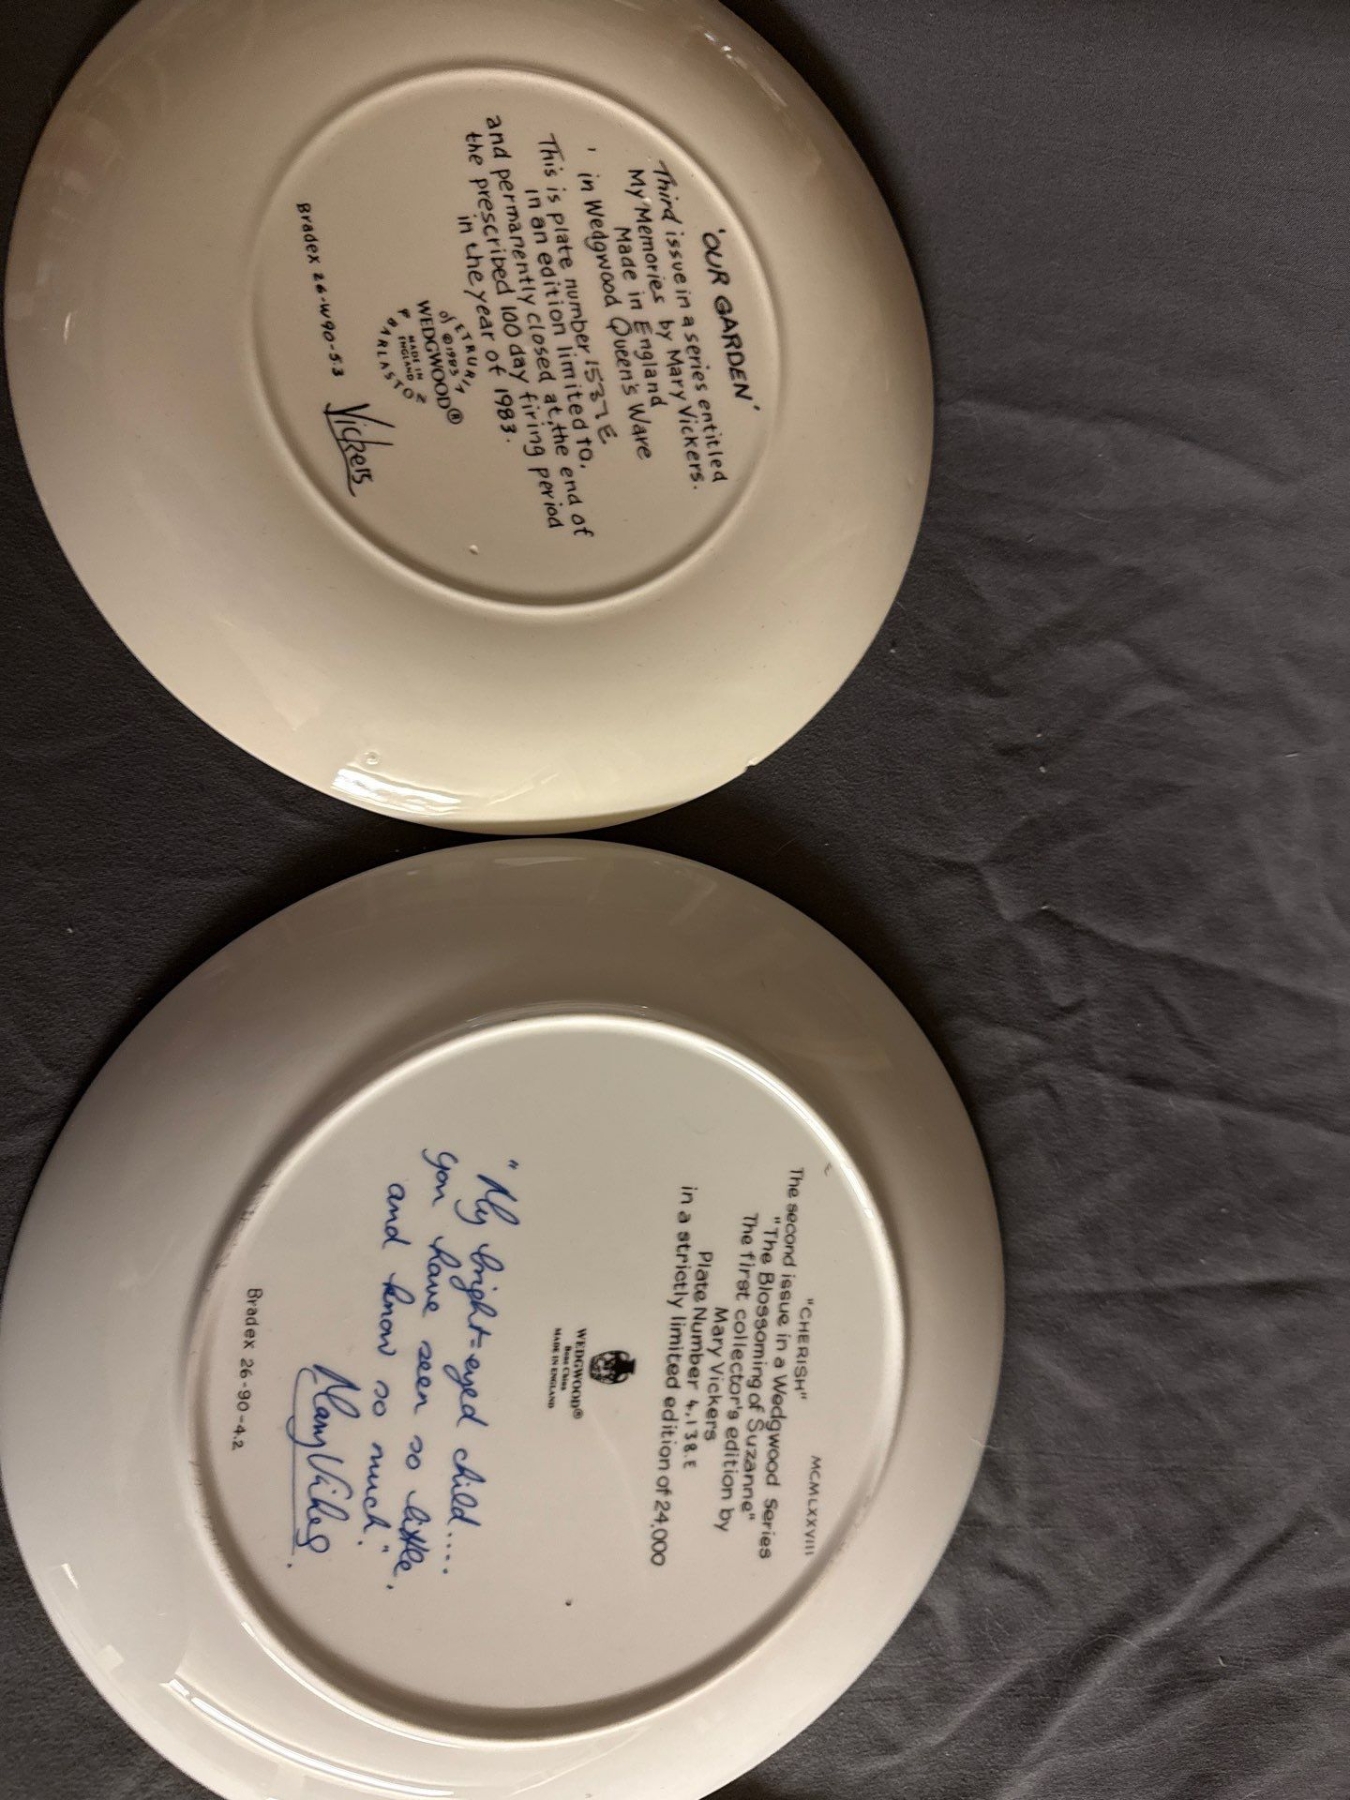 'OUR GARDEN'
Third issue in a series entitled
My Memories by Mary Vickers.
Made in England
in Wedgwood Queen's Ware
This is plate number 1537E
in an edition limited to,
and permanently closed at, the end of
the prescribed 100 day firing period
in the year of 1983.
ETRURIA
of ©1983
WEDGWOOD®
MADE IN
ENGLAND
BARLASTON
Bradex 26-W90-5.3
Vickers
MCMLXXVIII
"CHERISH"
The second issue in a Wedgwood Series
"The Blossoming of Suzanne"
The first collector's edition by
Mary Vickers
Plate Number 4,138.E
in a strictly limited edition of 24,000
WEDGWOOD®
Bone China
MADE IN ENGLAND
"My bright-eyed child....
you have seen so little,
and know so much."
Mary Vickers.
Bradex 26-90-4.2